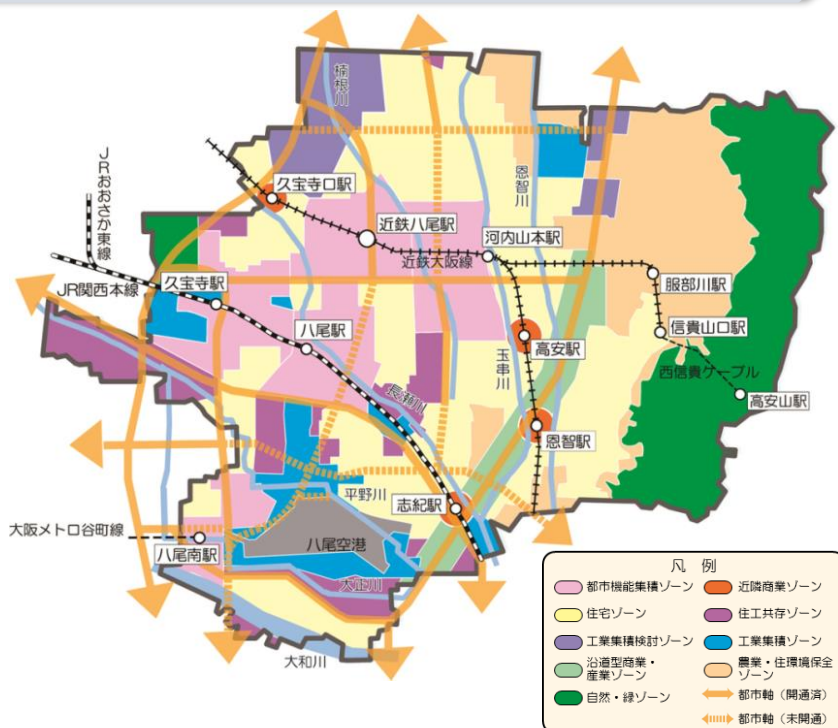 楠根川
恩智川
JRおおさか東線
久宝寺口駅
近鉄八尾駅
河内山本駅
近鉄大阪線
久宝寺駅
服部川駅
JR関西本線
八尾駅
高安駅
信貴山口駅
玉串川
西信貴ケーブル
長瀬川
高安山駅
恩智駅
平野川
志紀駅
大阪メトロ谷町線
八尾南駅
八尾空港
大正川
大和川
凡 例
都市機能集積ゾーン
近隣商業ゾーン
住宅ゾーン
住工共存ゾーン
工業集積検討ゾーン
工業集積ゾーン
沿道型商業・
産業ゾーン
農業・住環境保全
ゾーン
自然・緑ゾーン
都市軸（開通済）
都市軸（未開通）